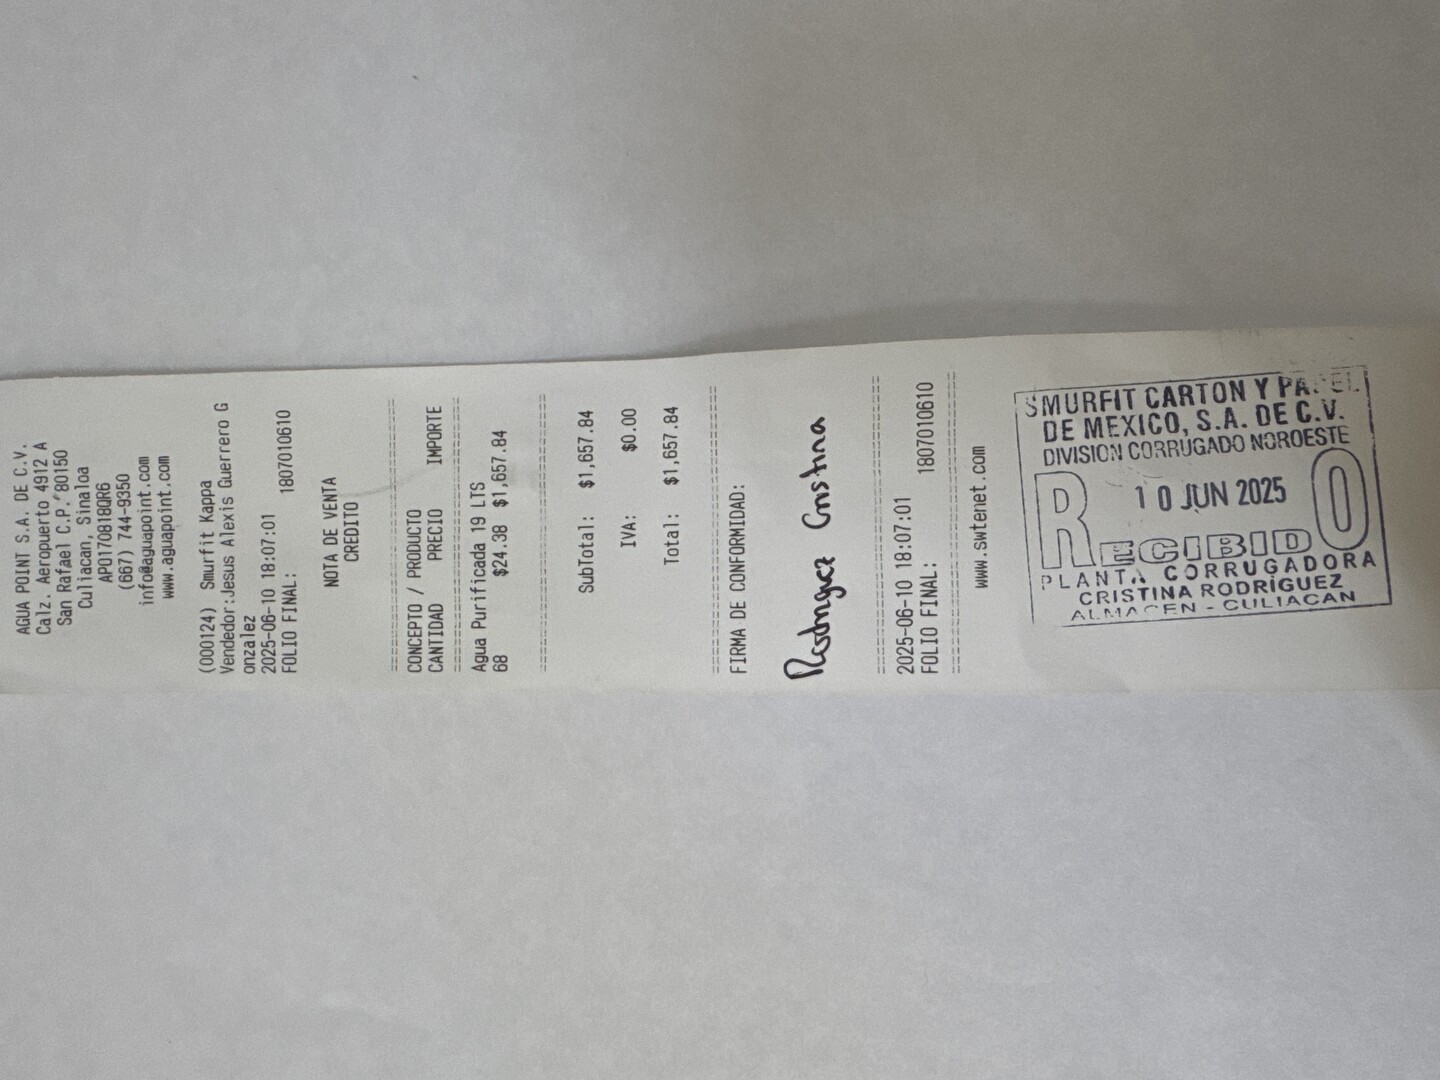 AGUA POINT S.A. DE C.V.
Calz. Aeropuerto 4912 A
San Rafael C.P. 80150
Culiacan, Sinaloa
APO170818QR6
(667) 744-9350
info@aguapoint.com
www.aguapoint.com
(000124) Smurfit Kappa
Vendedor:Jesus Alexis Guerrero G
onzalez
2025-06-10 18:07:01
FOLIO FINAL: 1807010610
NOTA DE VENTA
CREDITO
CONCEPTO / PRODUCTO
CANTIDAD PRECIO IMPORTE
Agua Purificada 19 LTS
68 $24.38 $1,657.84
SubTotal: $1,657.84
IVA: $0.00
Total: $1,657.84
FIRMA DE CONFORMIDAD:
Rodriguez Cristina
2025-06-10 18:07:01
FOLIO FINAL: 1807010610
www.swtenet.com
SMURFIT CARTON Y PAPEL
DE MEXICO, S.A. DE C.V.
DIVISION CORRUGADO NOROESTE
10 JUN 2025
RECIBIDO
PLANTA CORRUGADORA
CRISTINA RODRIGUEZ
ALMACEN - CULIACAN